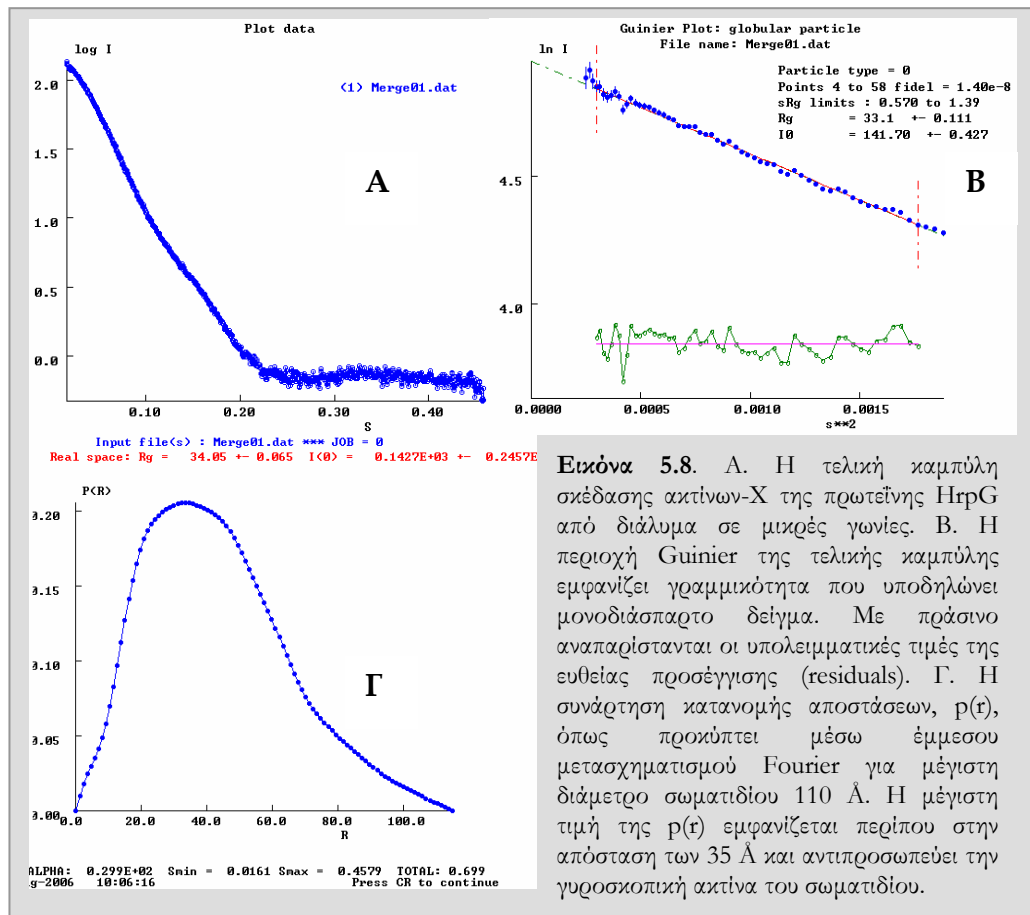 Plot data
log I
(1) Merge01.dat
2.0
1.5
1.0
0.5
0.0
A
0.10 0.20 0.30 0.40
S
Guinier Plot: globular particle
File name: Merge01.dat
ln I
Particle type = 0
Points 4 to 58 fidel = 1.40e-8
sRg limits : 0.570 to 1.39
Rg = 33.1 +- 0.111
I0 = 141.70 +- 0.427
B
4.5
4.0
0.0000 0.0005 0.0010 0.0015
s**2
Input file(s) : Merge01.dat *** JOB = 0
Real space: Rg = 34.05 +- 0.065 I(0) = 0.1427E+03 +- 0.2457E
P(R)
0.20
0.15
0.10
0.05
0.00
Γ
0.0 20.0 40.0 60.0 80.0 100.0
R
ALPHA: 0.299E+02 Smin = 0.0161 Smax = 0.4579 TOTAL: 0.699
g-2006 10:06:16 Press CR to continue
Εικόνα 5.8. Α. Η τελική καμπύλη
σκέδασης ακτίνων-Χ της πρωτεΐνης HrpG
από διάλυμα σε μικρές γωνίες. Β. Η
περιοχή Guinier της τελικής καμπύλης
εμφανίζει γραμμικότητα που υποδηλώνει
μονοδιάσπαρτο δείγμα. Με πράσινο
αναπαρίστανται οι υπολειμματικές τιμές της
ευθείας προσέγγισης (residuals). Γ. Η
συνάρτηση κατανομής αποστάσεων, p(r),
όπως προκύπτει μέσω έμμεσου
μετασχηματισμού Fourier για μέγιστη
διάμετρο σωματιδίου 110 Å. Η μέγιστη
τιμή της p(r) εμφανίζεται περίπου στην
απόσταση των 35 Å και αντιπροσωπεύει την
γυροσκοπική ακτίνα του σωματιδίου.